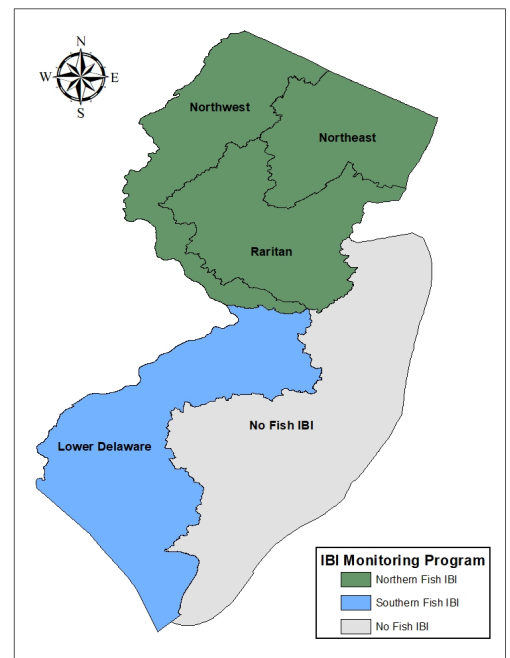 N
W
E
S
Northwest
Northeast
Raritan
No Fish IBI
Lower Delaware
IBI Monitoring Program
Northern Fish IBI
Southern Fish IBI
No Fish IBI